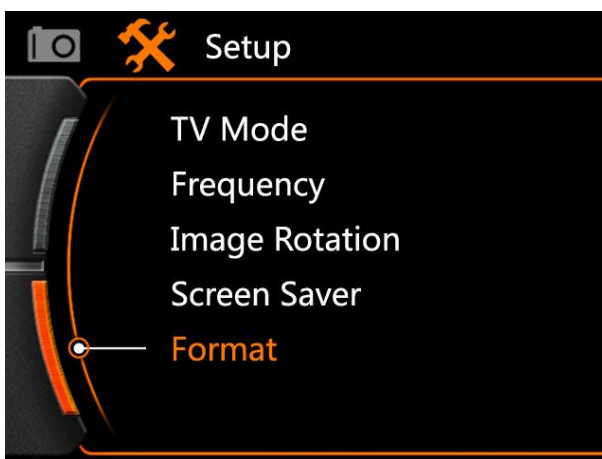 Setup
TV Mode
Frequency
Image Rotation
Screen Saver
Format